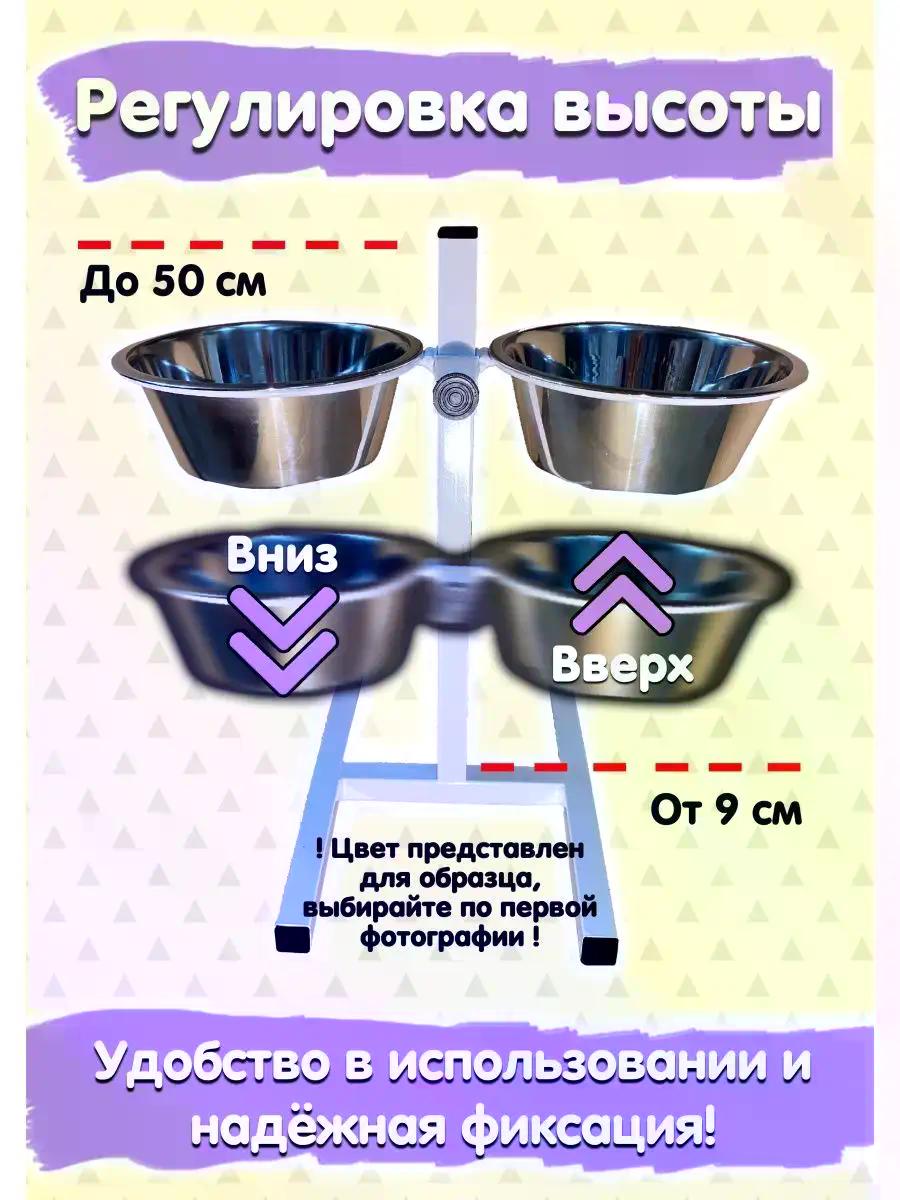 Регулировка высоты
До 50 см
Вниз
Вверх
От 9 см
! Цвет представлен
для образца,
выбирайте по первой
фотографии !
Удобство в использовании и
надёжная фиксация!